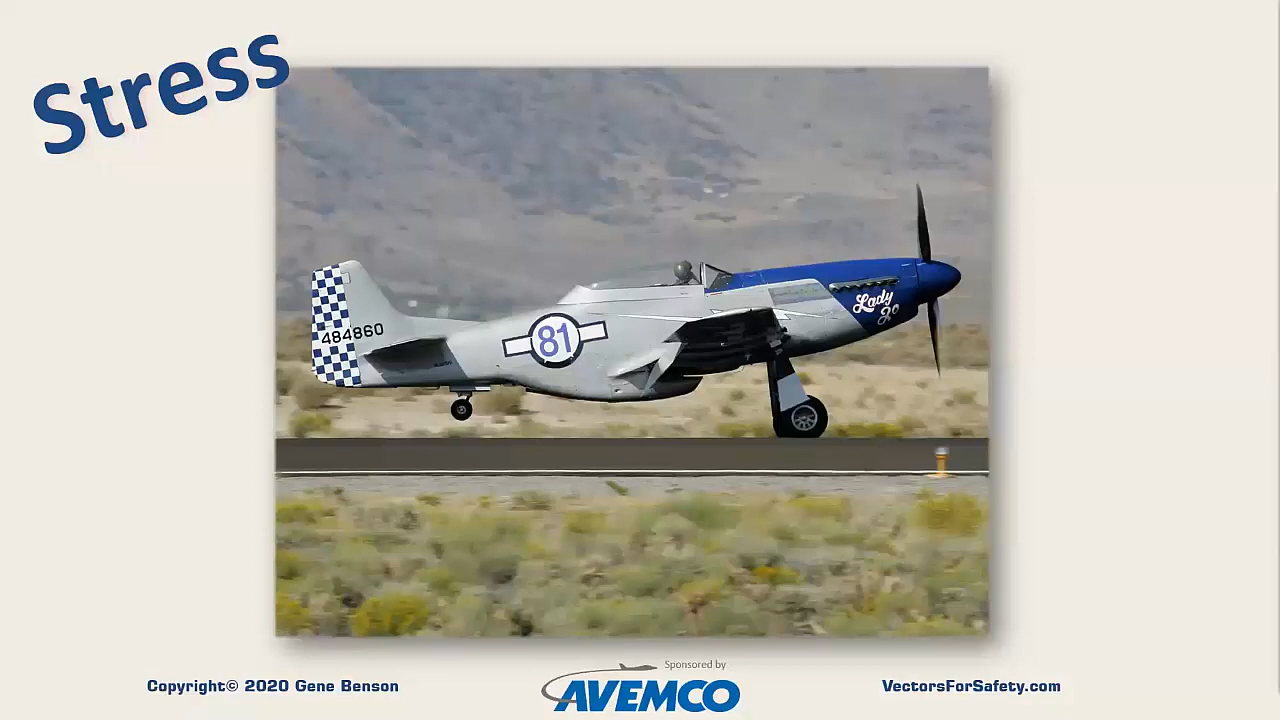 Stress
484860
81
Lady
Jo
Sponsored by
AVEMCO
Copyright© 2020 Gene Benson
VectorsForSafety.com